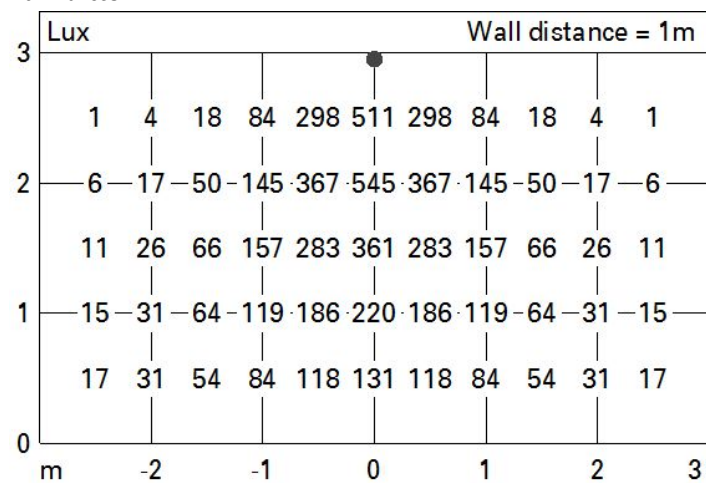 Lux Wall distance = 1m
3
1 4 18 84 298 511 298 84 18 4 1
2 6 17 50 145 367 545 367 145 50 17 6
11 26 66 157 283 361 283 157 66 26 11
1 15 31 64 119 186 220 186 119 64 31 15
17 31 54 84 118 131 118 84 54 31 17
0
m -2 -1 0 1 2 3